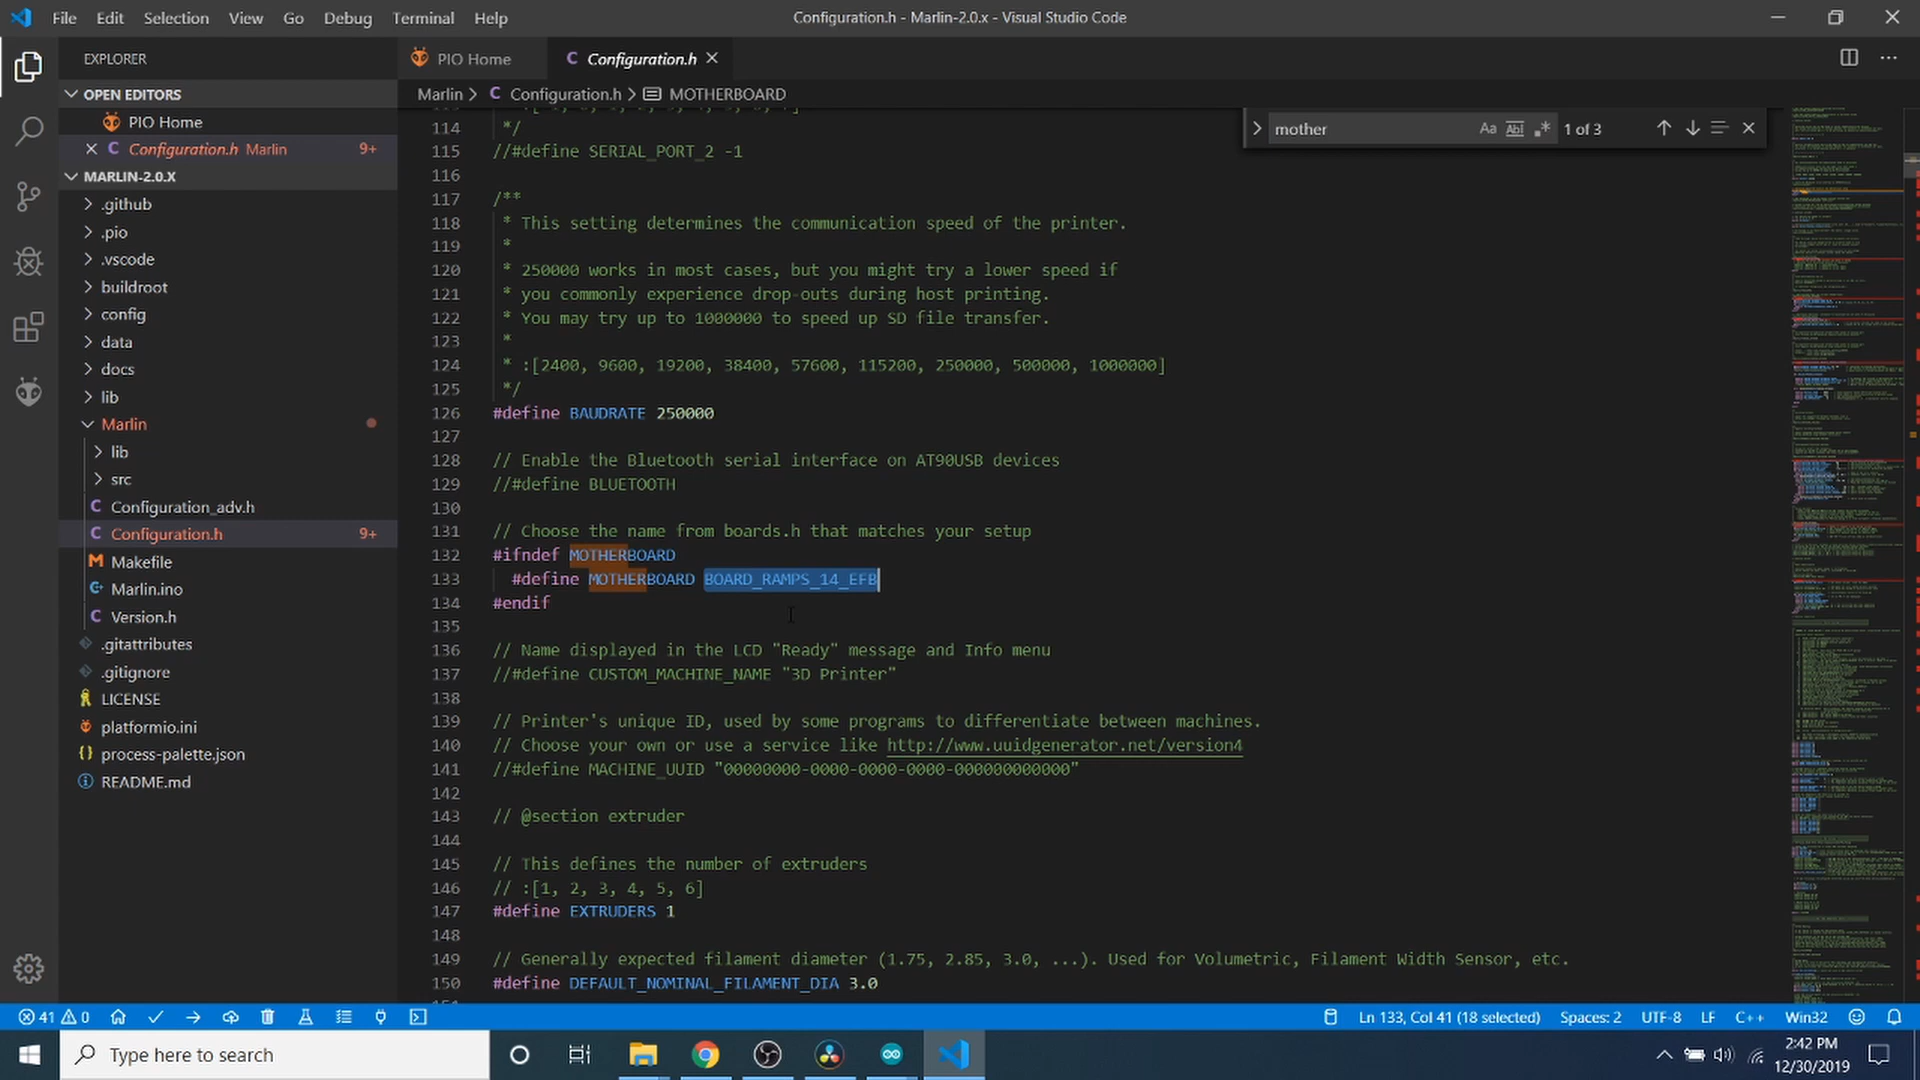 File Edit Selection View Go Debug Terminal Help
Configuration.h - Marlin-2.0.x - Visual Studio Code
EXPLORER
OPEN EDITORS
PIO Home
Configuration.h Marlin 9+
MARLIN-2.0.X
.github
.pio
.vscode
buildroot
config
data
docs
lib
Marlin
lib
src
Configuration_adv.h
Configuration.h 9+
Makefile
Marlin.ino
Version.h
.gitattributes
.gitignore
LICENSE
platformio.ini
process-palette.json
README.md
PIO Home
Configuration.h
Marlin > Configuration.h > MOTHERBOARD
mother Aa Abl .* 1 of 3
114 */
115 //#define SERIAL_PORT_2 -1
116
117 /**
118 * This setting determines the communication speed of the printer.
119 *
120 * 250000 works in most cases, but you might try a lower speed if
121 * you commonly experience drop-outs during host printing.
122 * You may try up to 1000000 to speed up SD file transfer.
123 *
124 * :[2400, 9600, 19200, 38400, 57600, 115200, 250000, 500000, 1000000]
125 */
126 #define BAUDRATE 250000
127
128 // Enable the Bluetooth serial interface on AT90USB devices
129 //#define BLUETOOTH
130
131 // Choose the name from boards.h that matches your setup
132 #ifndef MOTHERBOARD
133 #define MOTHERBOARD BOARD_RAMPS_14_EFB
134 #endif
135
136 // Name displayed in the LCD "Ready" message and Info menu
137 //#define CUSTOM_MACHINE_NAME "3D Printer"
138
139 // Printer's unique ID, used by some programs to differentiate between machines.
140 // Choose your own or use a service like http://www.uuidgenerator.net/version4
141 //#define MACHINE_UUID "00000000-0000-0000-0000-000000000000"
142
143 // @section extruder
144
145 // This defines the number of extruders
146 // :[1, 2, 3, 4, 5, 6]
147 #define EXTRUDERS 1
148
149 // Generally expected filament diameter (1.75, 2.85, 3.0, ...). Used for Volumetric, Filament Width Sensor, etc.
150 #define DEFAULT_NOMINAL_FILAMENT_DIA 3.0
41 0
Ln 133, Col 41 (18 selected) Spaces: 2 UTF-8 LF C++ Win32
Type here to search
2:42 PM
12/30/2019